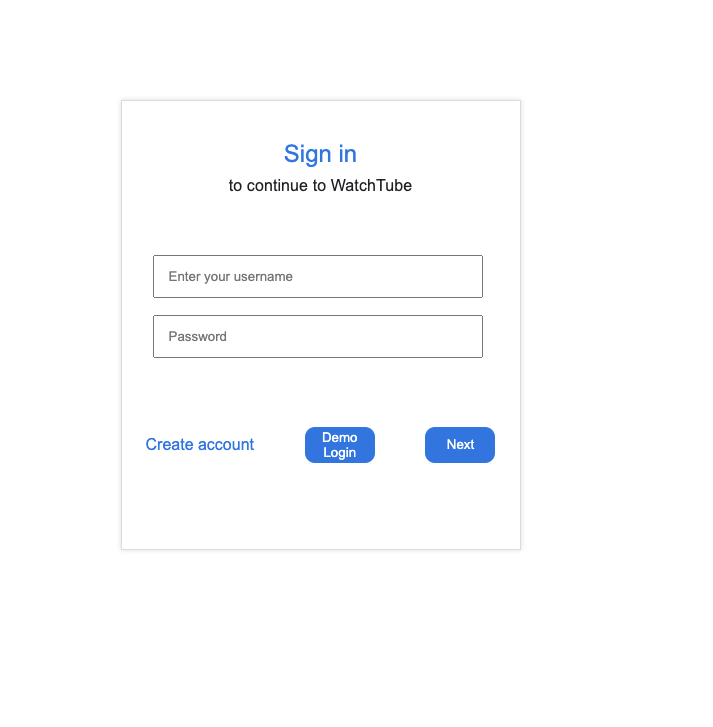 Sign in
to continue to WatchTube
Enter your username
Password
Create account
Demo
Login
Next